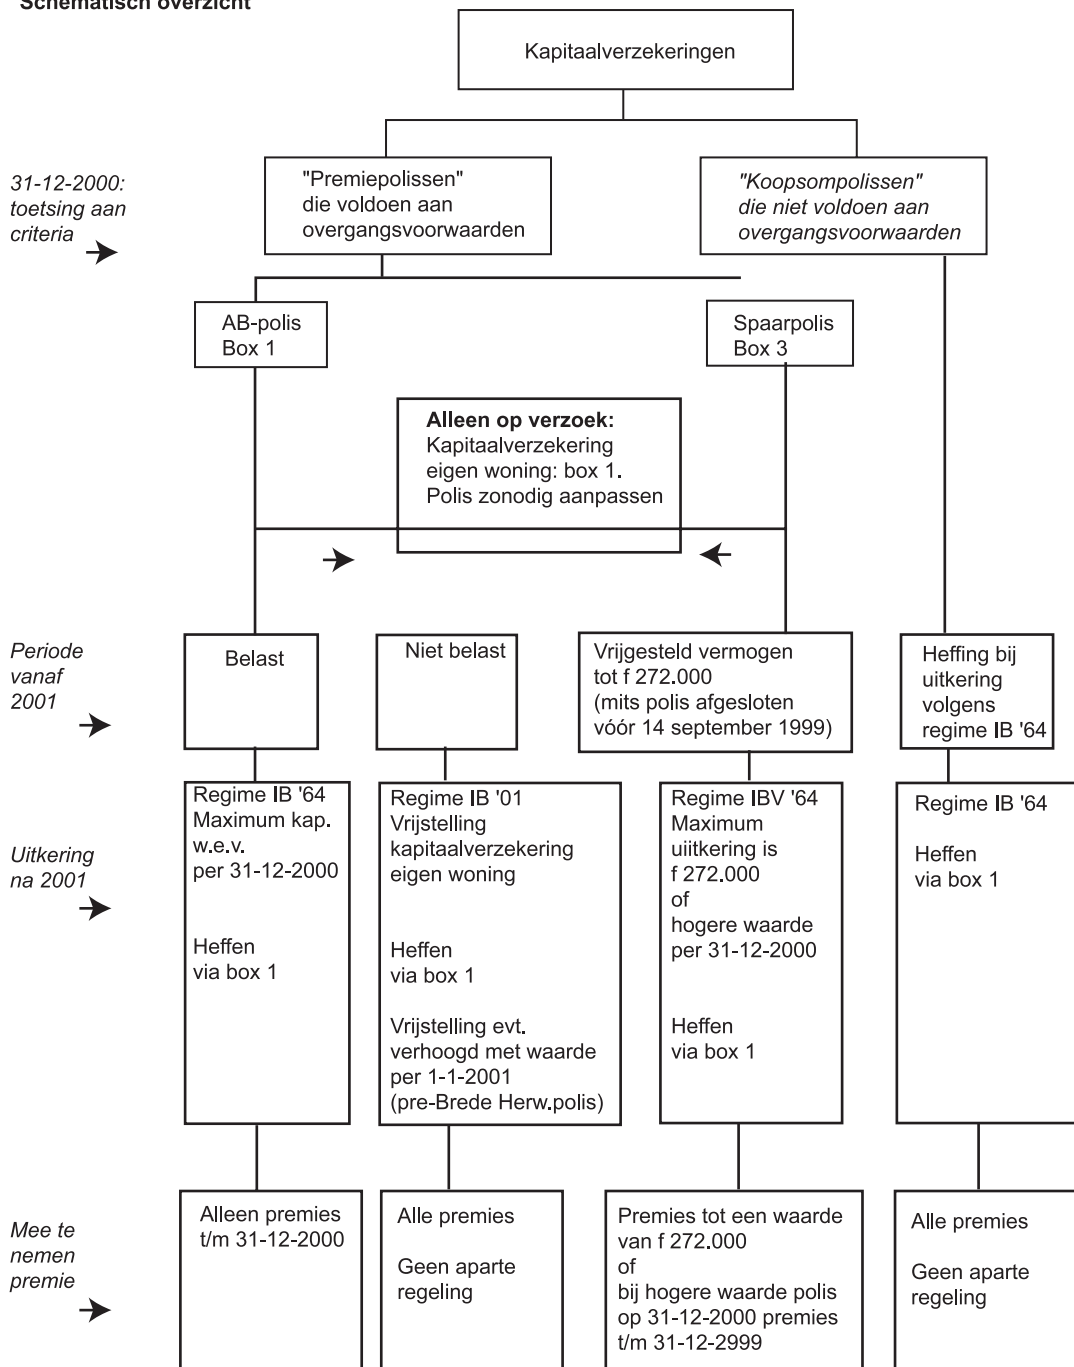 Schematisch overzicht
Kapitaalverzekeringen
31-12-2000:
toetsing aan
criteria
"Premiepolissen"
die voldoen aan
overgangsvoorwaarden
"Koopsompolissen"
die niet voldoen aan
overgangsvoorwaarden
AB-polis
Box 1
Spaarpolis
Box 3
Alleen op verzoek:
Kapitaalverzekering
eigen woning: box 1.
Polis zonodig aanpassen
Periode
vanaf
2001
Belast
Niet belast
Vrijgesteld vermogen
tot f 272.000
(mits polis afgesloten
vóór 14 september 1999)
Heffing bij
uitkering
volgens
regime IB '64
Uitkering
na 2001
Regime IB '64
Maximum kap.
w.e.v.
per 31-12-2000
Heffen
via box 1
Regime IB '01
Vrijstelling
kapitaalverzekering
eigen woning
Heffen
via box 1
Vrijstelling evt.
verhoogd met waarde
per 1-1-2001
(pre-Brede Herw.polis)
Regime IBV '64
Maximum
uiitkering is
f 272.000
of
hogere waarde
per 31-12-2000
Heffen
via box 1
Regime IB '64
Heffen
via box 1
Mee te
nemen
premie
Alleen premies
t/m 31-12-2000
Alle premies
Geen aparte
regeling
Premies tot een waarde
van f 272.000
of
bij hogere waarde polis
op 31-12-2000 premies
t/m 31-12-2999
Alle premies
Geen aparte
regeling